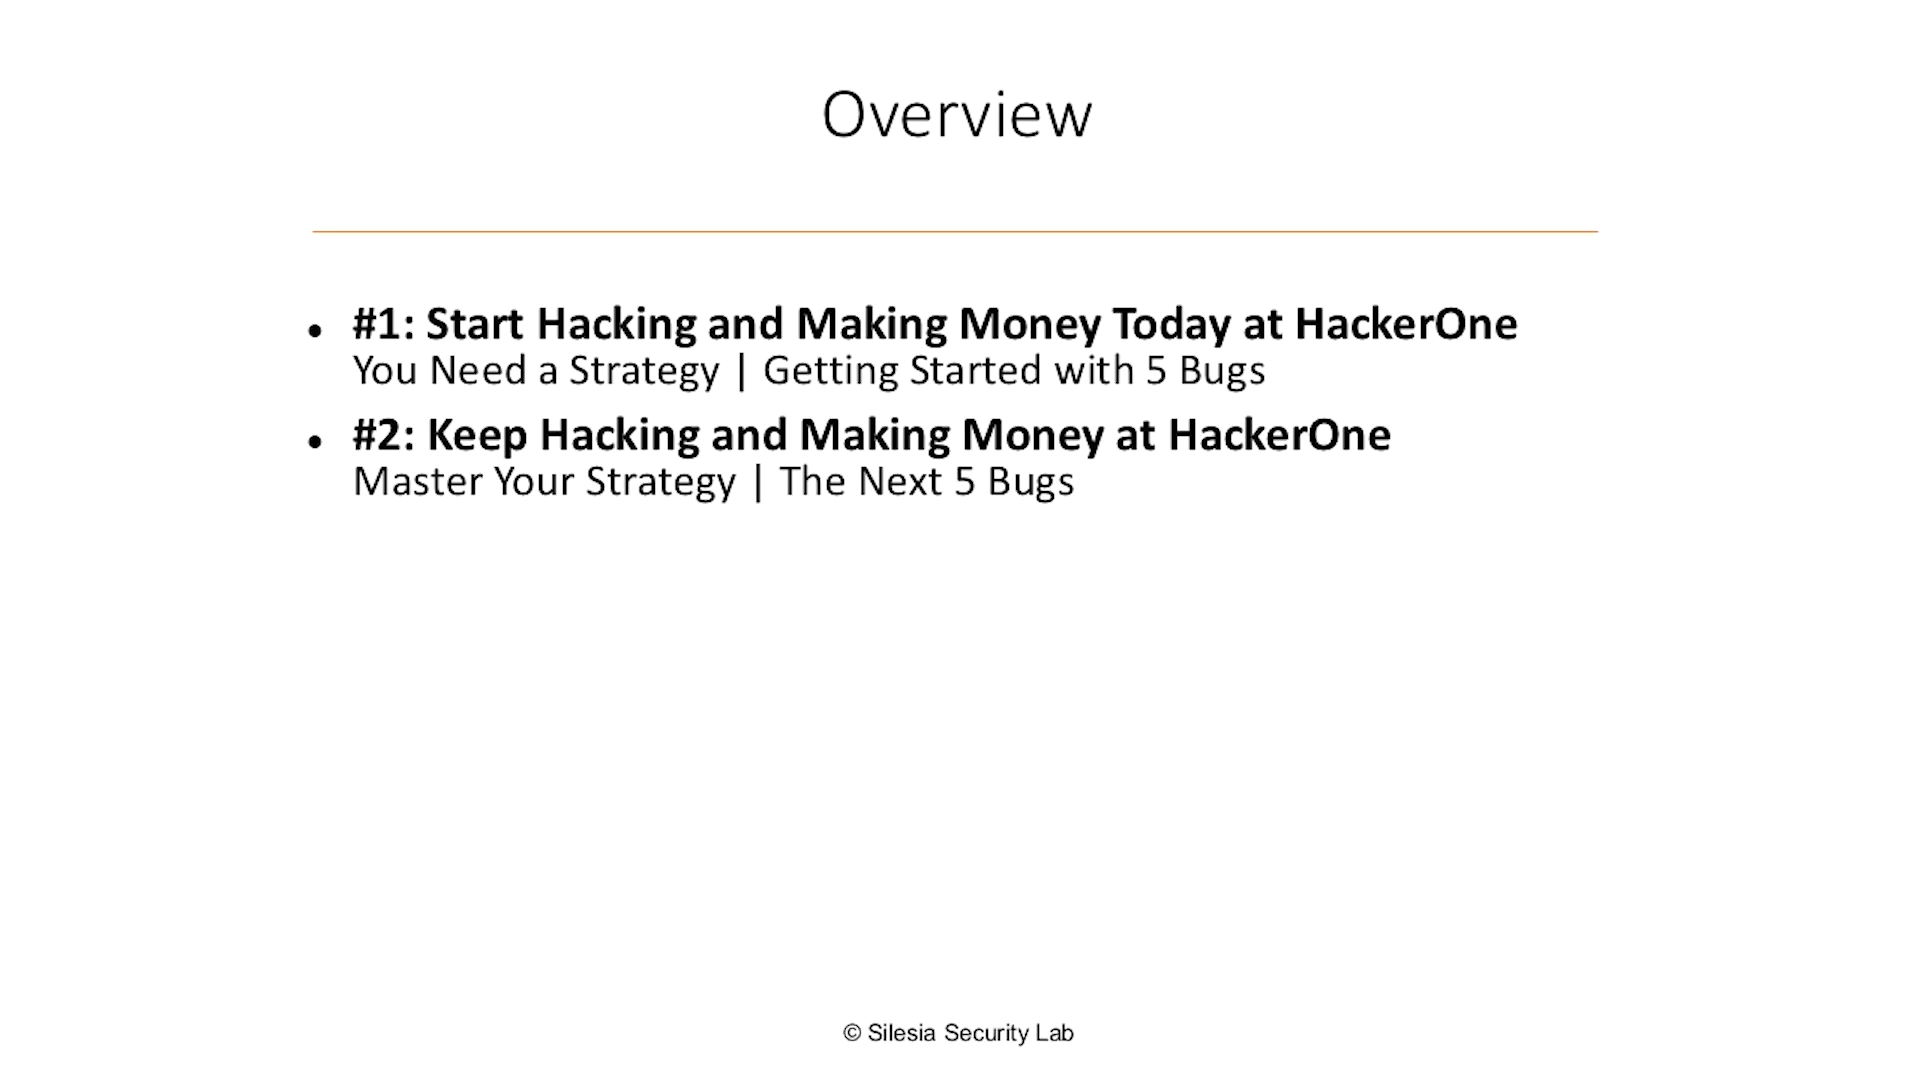 Overview
• #1: Start Hacking and Making Money Today at HackerOne
You Need a Strategy | Getting Started with 5 Bugs
• #2: Keep Hacking and Making Money at HackerOne
Master Your Strategy | The Next 5 Bugs
© Silesia Security Lab